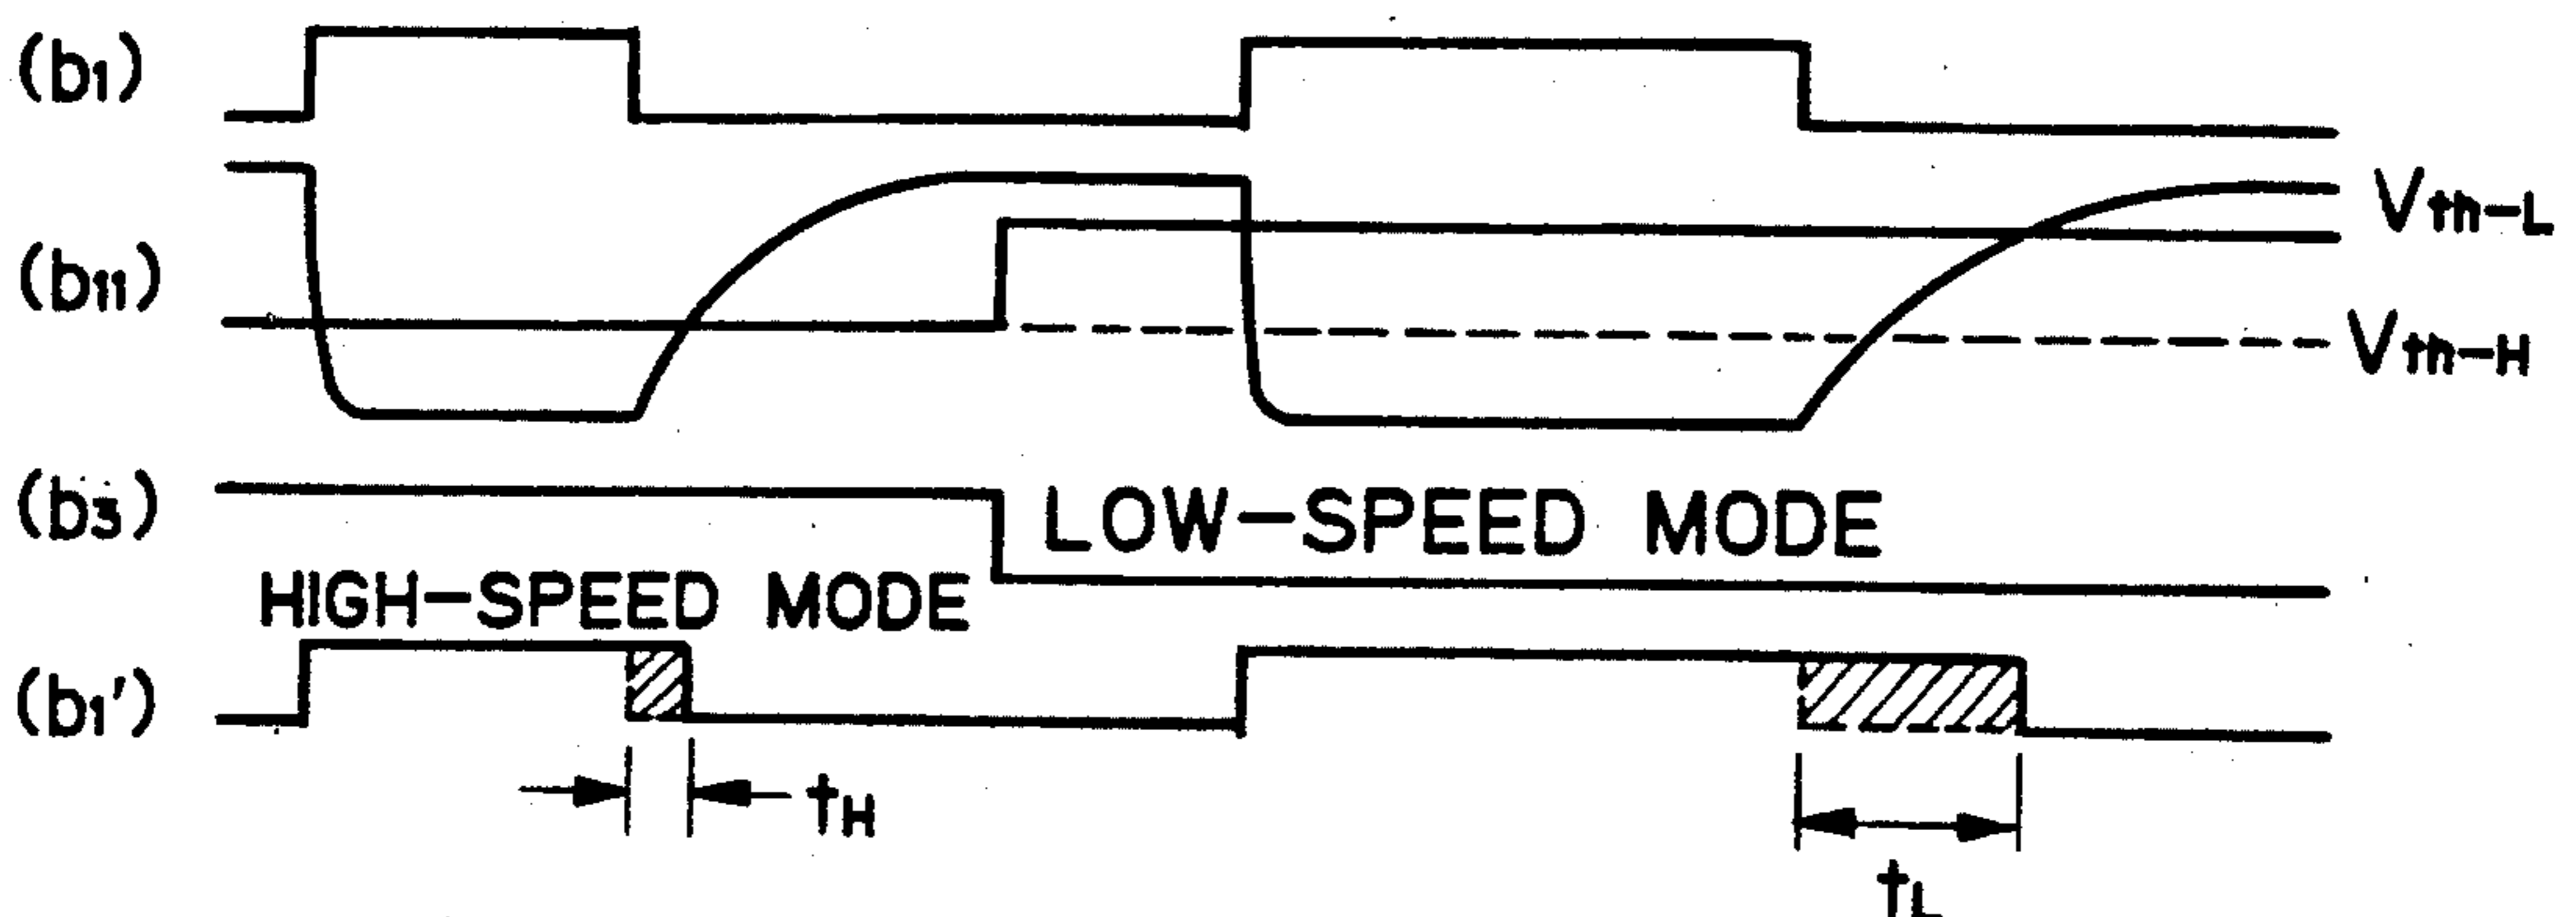 (b1)
Vth-L
(b11)
Vth-H
(b3)
LOW-SPEED MODE
HIGH-SPEED MODE
(b1')
tH
tL